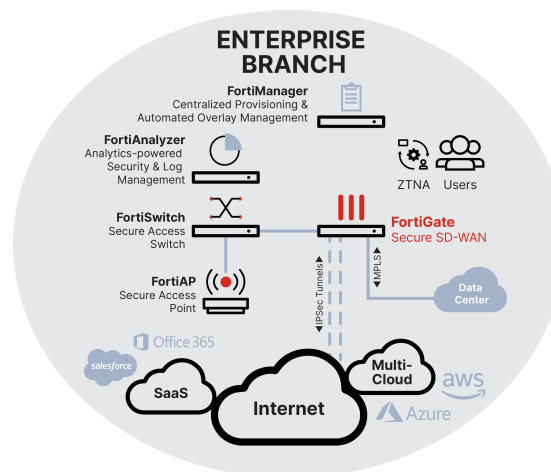 ENTERPRISE
BRANCH
FortiManager
Centralized Provisioning &
Automated Overlay Management
FortiAnalyzer
Analytics-powered
Security & Log
Management
ZTNA
Users
FortiSwitch
Secure Access
Switch
FortiGate
Secure SD-WAN
IPSec Tunnels
MPLS
FortiAP
Secure Access
Point
Data
Center
Office 365
salesforce
SaaS
Internet
Multi-
Cloud
aws
Azure